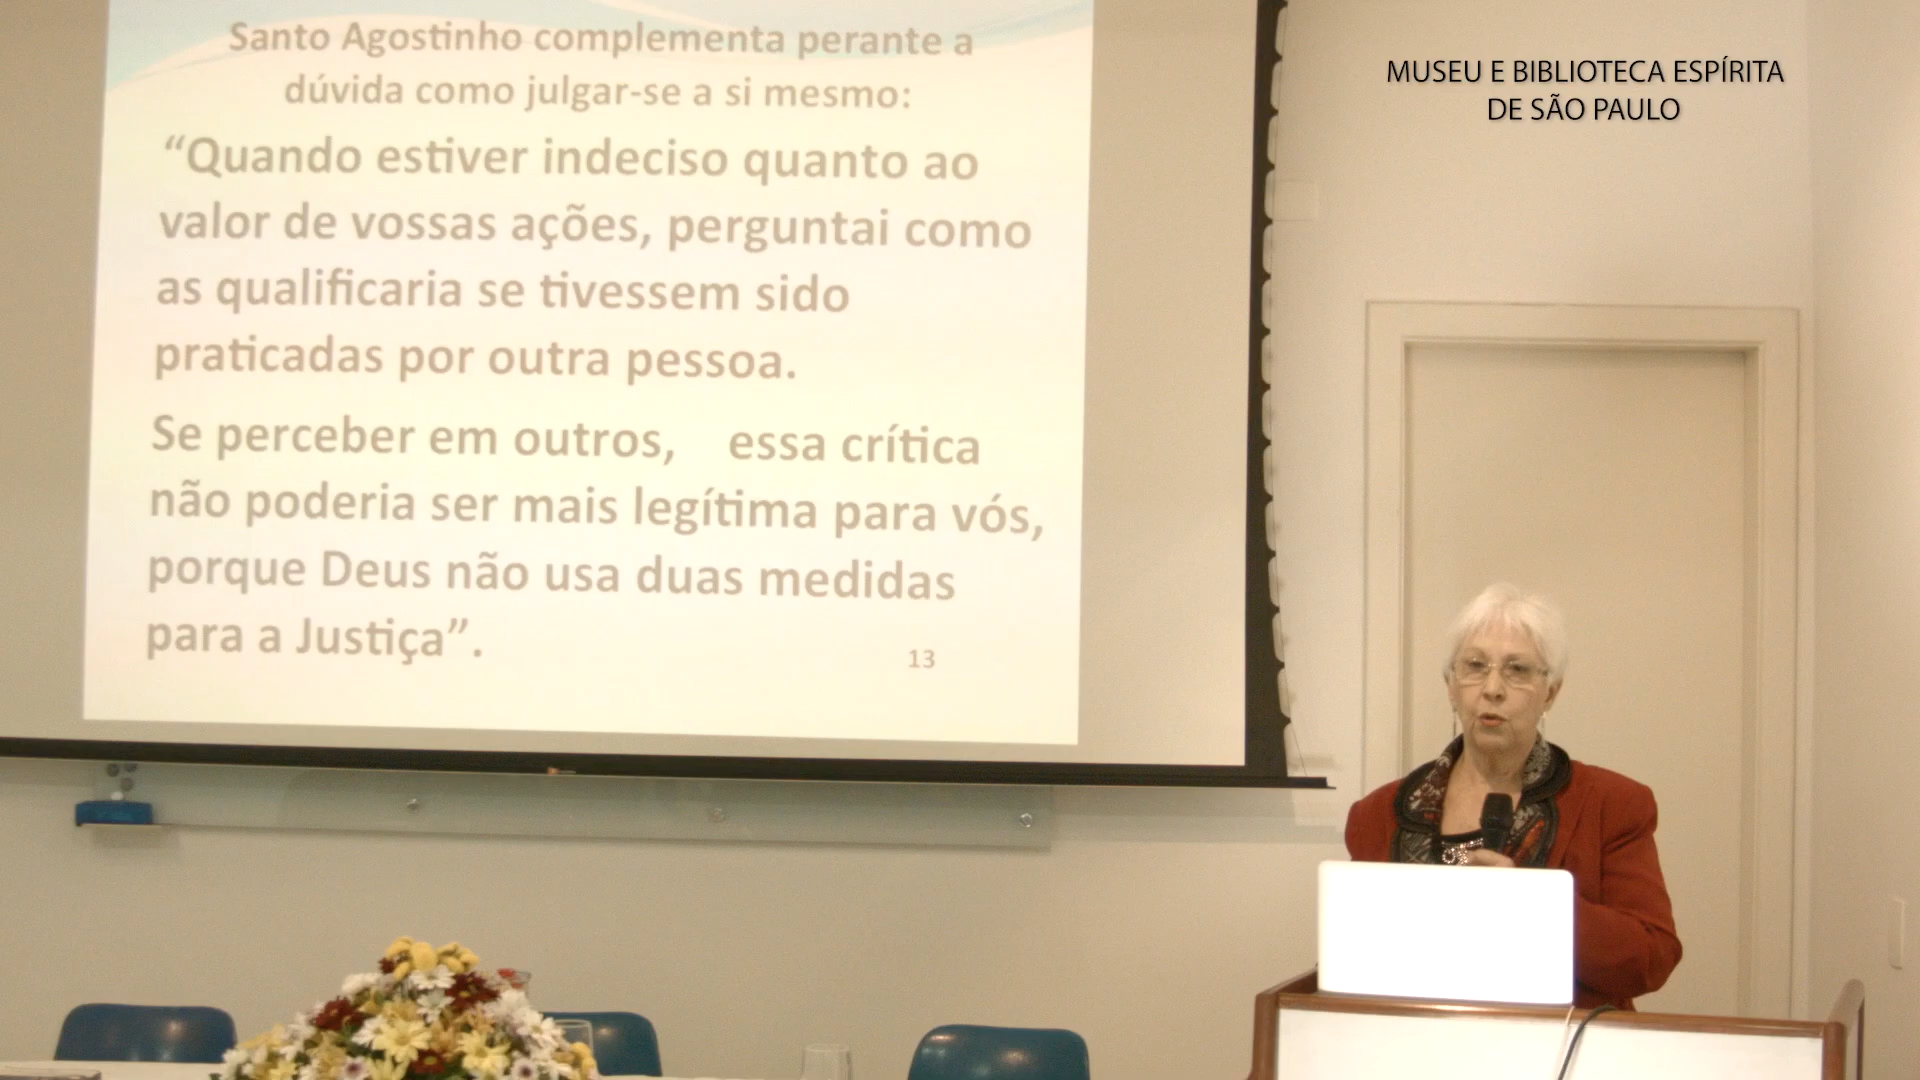 Santo Agostinho complementa perante a
dúvida como julgar-se a si mesmo:
“Quando estiver indeciso quanto ao
valor de vossas ações, perguntai como
as qualificaria se tivessem sido
praticadas por outra pessoa.
Se perceber em outros, essa crítica
não poderia ser mais legítima para vós,
porque Deus não usa duas medidas
para a Justiça”.
13
MUSEU E BIBLIOTECA ESPÍRITA
DE SÃO PAULO